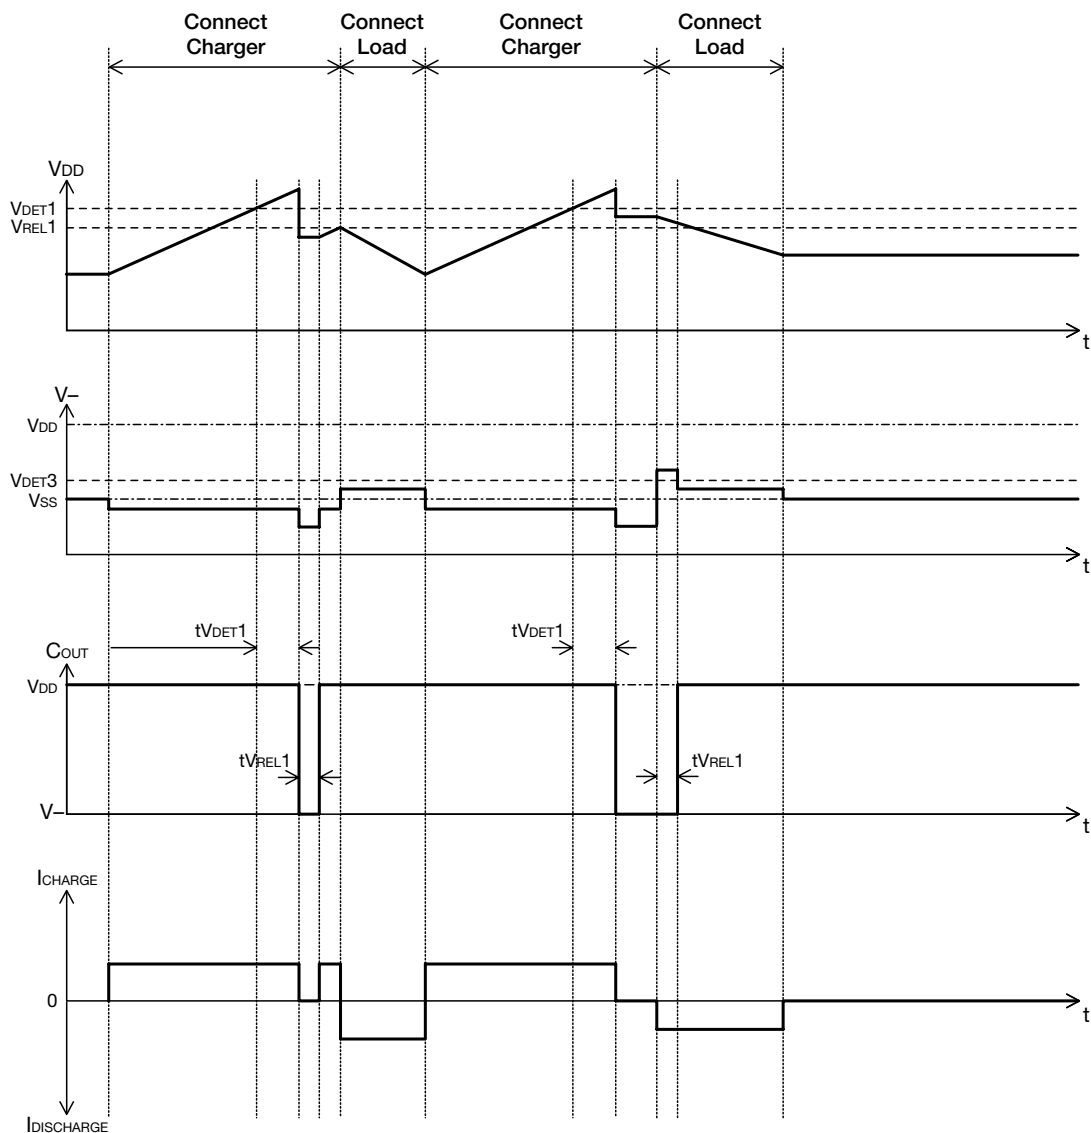 Connect Charger
Connect Load
Connect Charger
Connect Load
VDD
VDET1
VREL1
t
V–
VDD
VDET3
VSS
t
tVDET1
tVDET1
COUT
VDD
tVREL1
tVREL1
V–
t
ICHARGE
0
t
IDISCHARGE